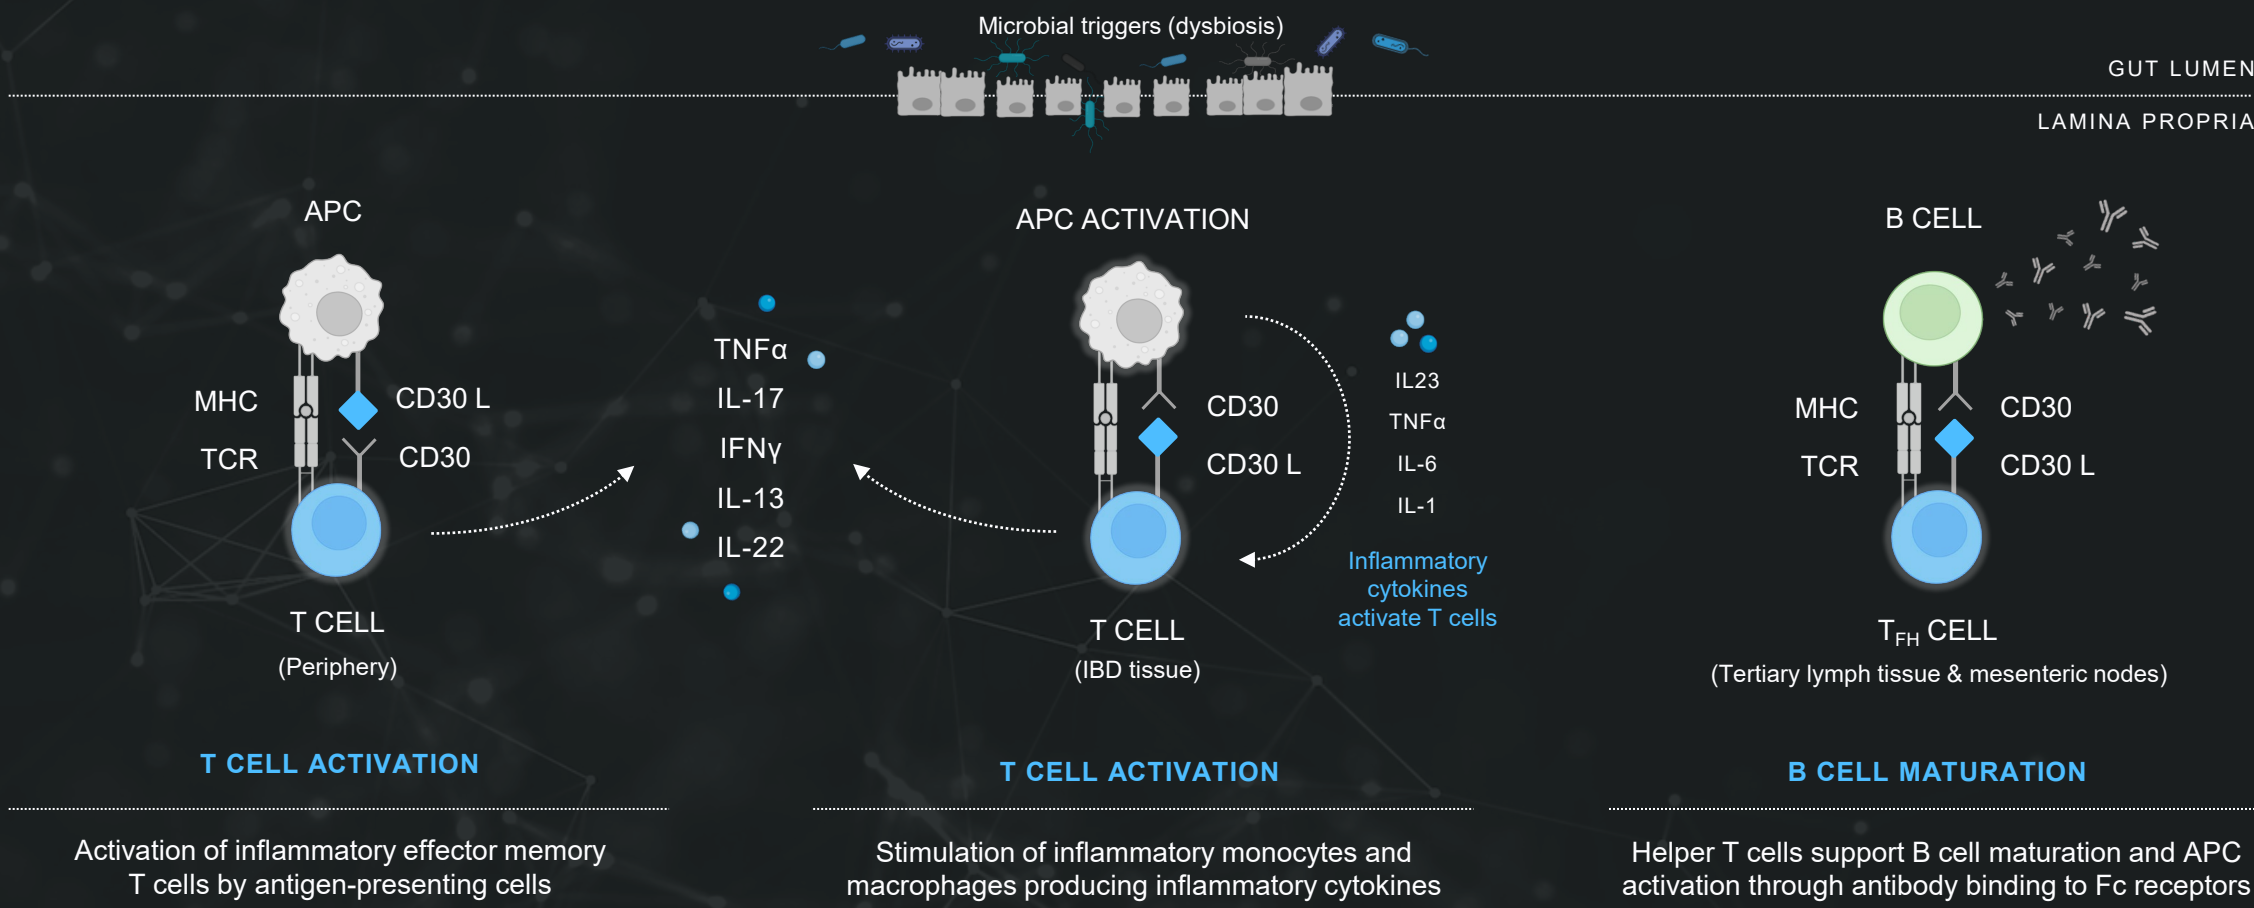 Microbial triggers (dysbiosis)
GUT LUMEN
LAMINA PROPRIA
APC
MHC
CD30 L
TCR
CD30
T CELL
(Periphery)
TNFα
IL-17
IFNγ
IL-13
IL-22
APC ACTIVATION
CD30
CD30 L
T CELL
(IBD tissue)
IL23
TNFα
IL-6
IL-1
Inflammatory
cytokines
activate T cells
B CELL
MHC
CD30
TCR
CD30 L
TFH CELL
(Tertiary lymph tissue & mesenteric nodes)
T CELL ACTIVATION
Activation of inflammatory effector memory
T cells by antigen-presenting cells
T CELL ACTIVATION
Stimulation of inflammatory monocytes and
macrophages producing inflammatory cytokines
B CELL MATURATION
Helper T cells support B cell maturation and APC
activation through antibody binding to Fc receptors